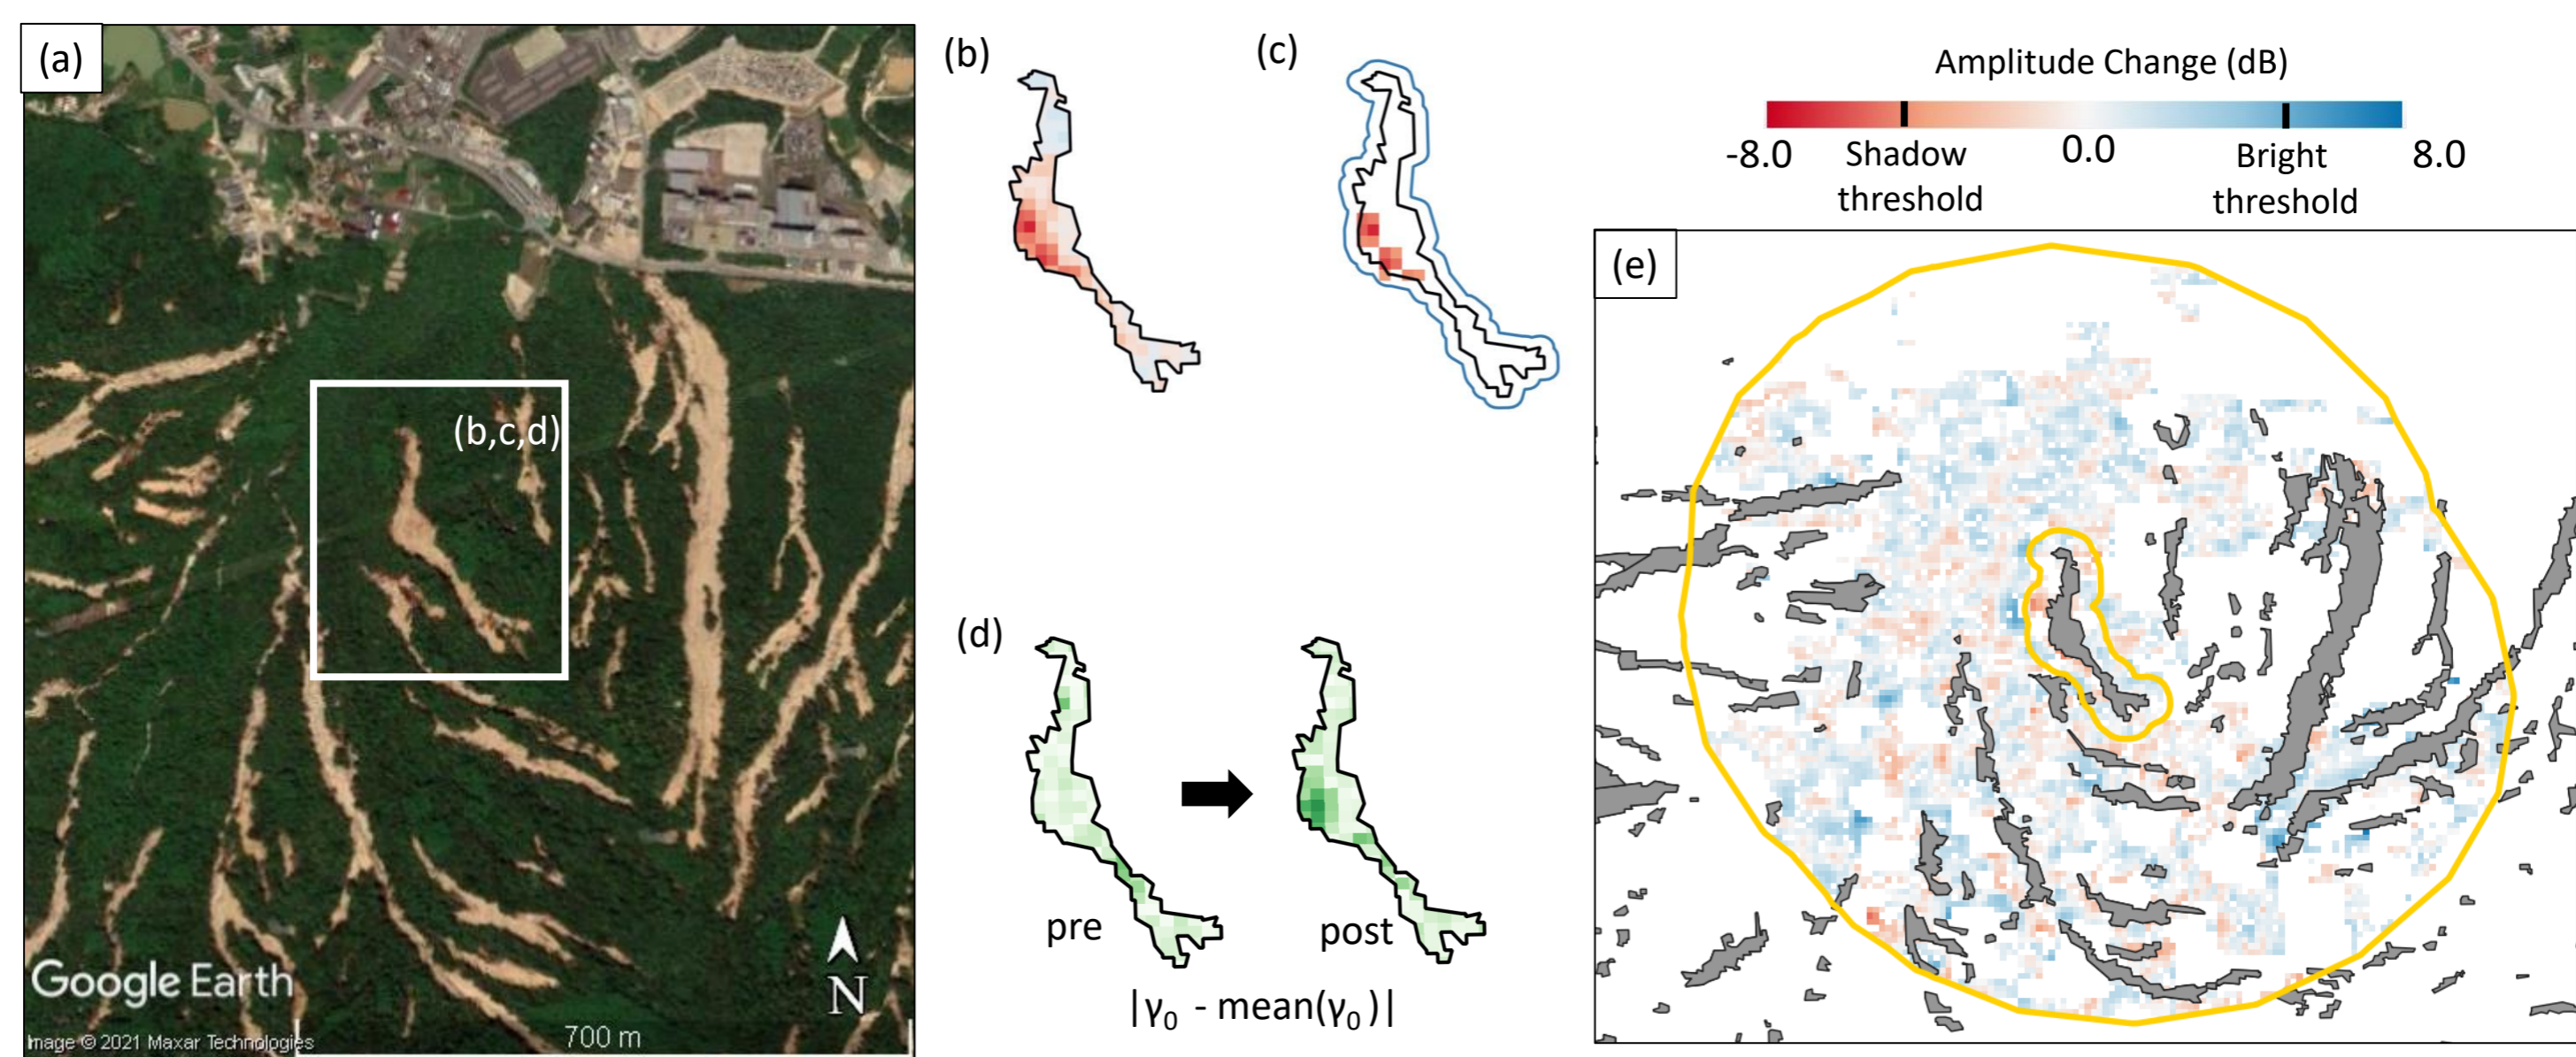 (a)
(b,c,d)
Google Earth
Image © 2021 Maxar Technologies
700 m
N
(b)
(c)
(d)
pre
post
|γ₀ - mean(γ₀)|
Amplitude Change (dB)
-8.0
Shadow threshold
0.0
Bright threshold
8.0
(e)